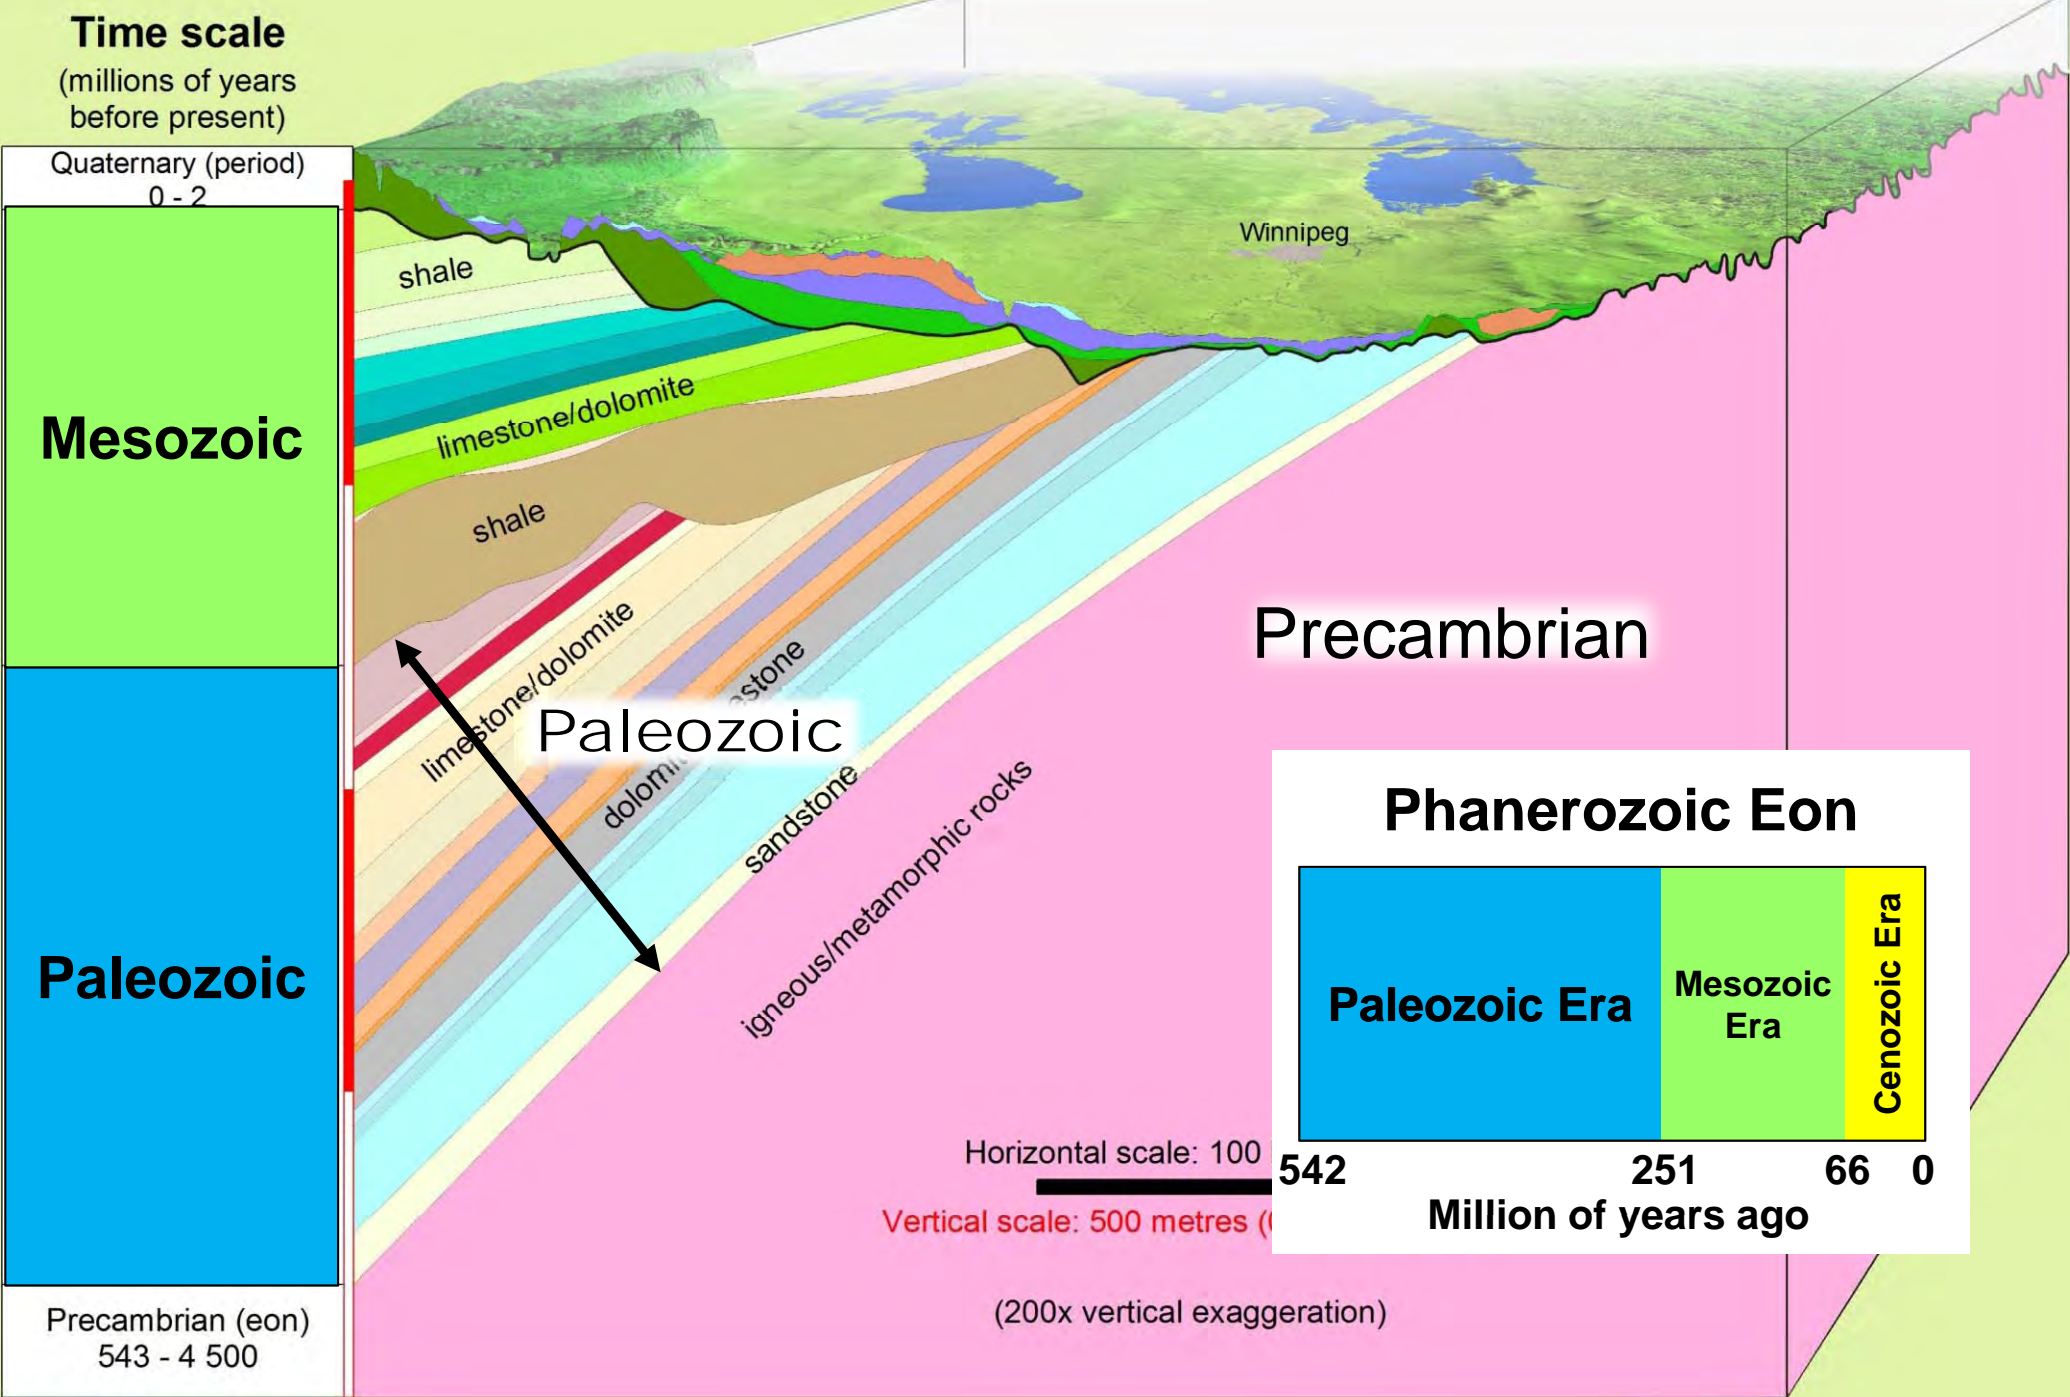 Time scale
(millions of years
before present)
Quaternary (period)
0 - 2
Mesozoic
Paleozoic
Precambrian (eon)
543 - 4 500
Winnipeg
shale
limestone/dolomite
shale
limestone/dolomite
Paleozoic
sandstone
igneous/metamorphic rocks
Precambrian
Horizontal scale: 100
Vertical scale: 500 metres (
(200x vertical exaggeration)
Phanerozoic Eon
Paleozoic Era
Mesozoic
Era
Cenozoic Era
542 251 66 0
Million of years ago